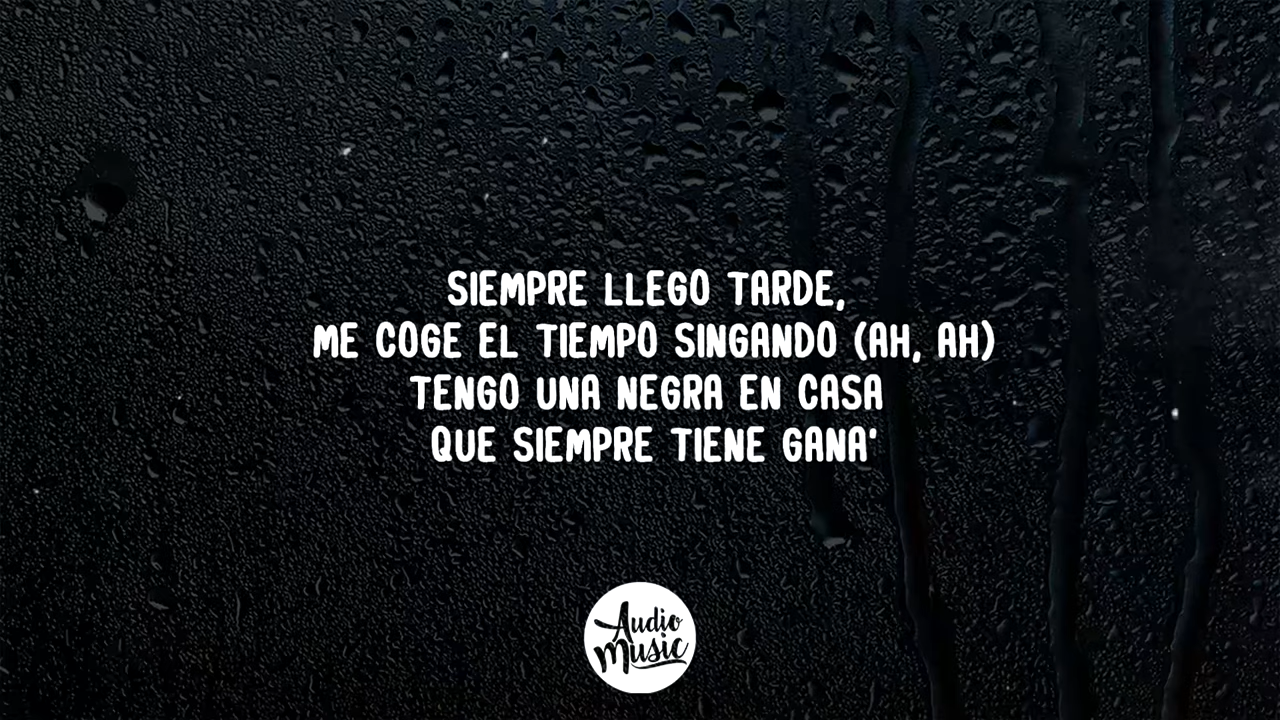 SIEMPRE LLEGO TARDE,
ME COGE EL TIEMPO SINGANDO (AH, AH)
TENGO UNA NEGRA EN CASA
QUE SIEMPRE TIENE GANA'
Audio
Music